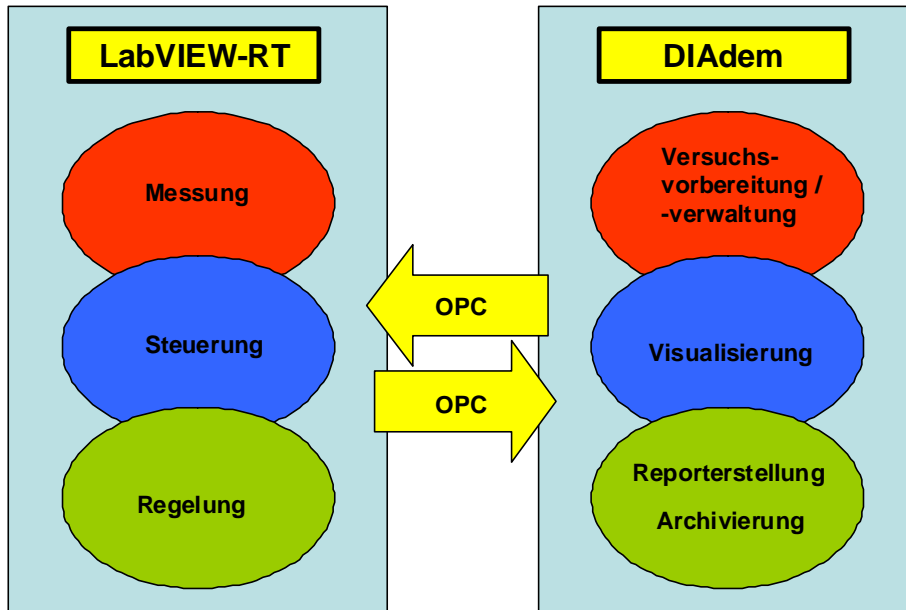 LabVIEW-RT
Messung
Steuerung
Regelung
OPC
OPC
DIAdem
Versuchs-
vorbereitung /
-verwaltung
Visualisierung
Reporterstellung
Archivierung